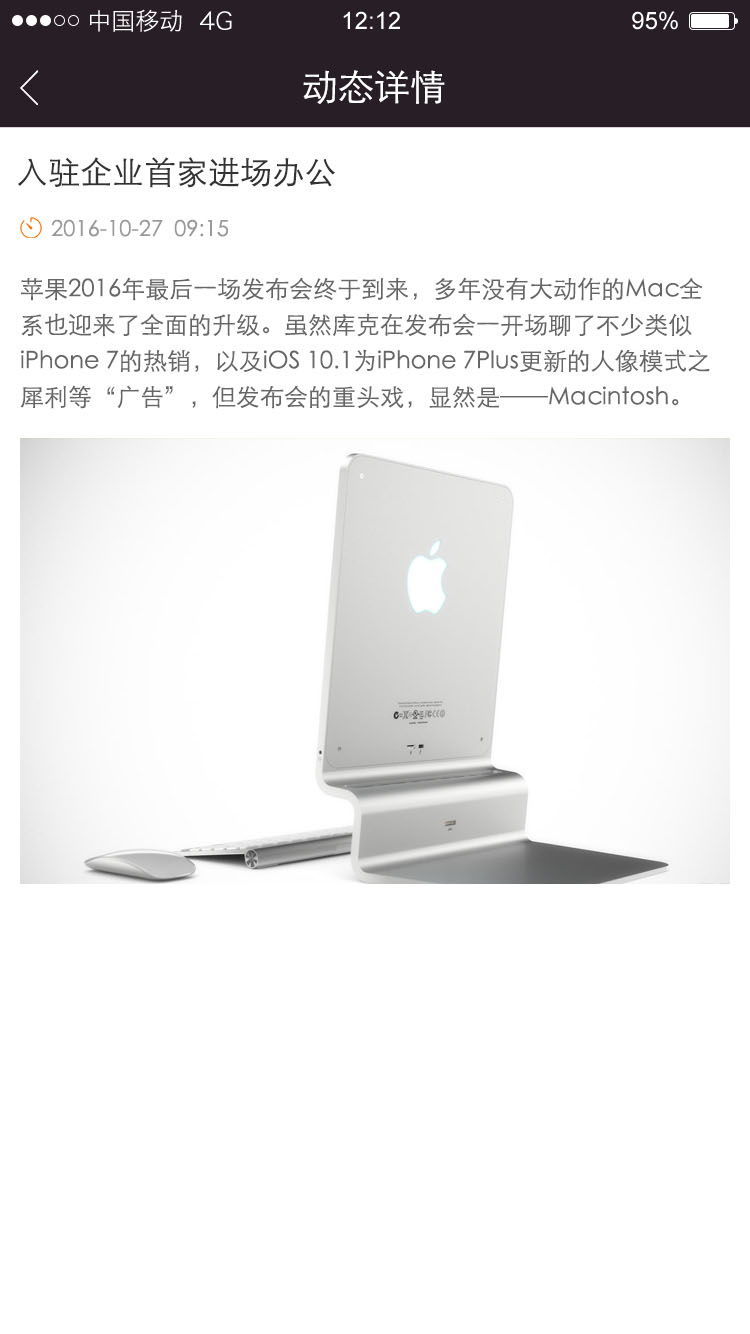 中国移动 4G 12:12 95%
动态详情
入驻企业首家进场办公
2016-10-27 09:15
苹果2016年最后一场发布会终于到来，多年没有大动作的Mac全
系也迎来了全面的升级。虽然库克在发布会一开场聊了不少类似
iPhone 7的热销，以及iOS 10.1为iPhone 7Plus更新的人像模式之
犀利等“广告”，但发布会的重头戏，显然是——Macintosh。